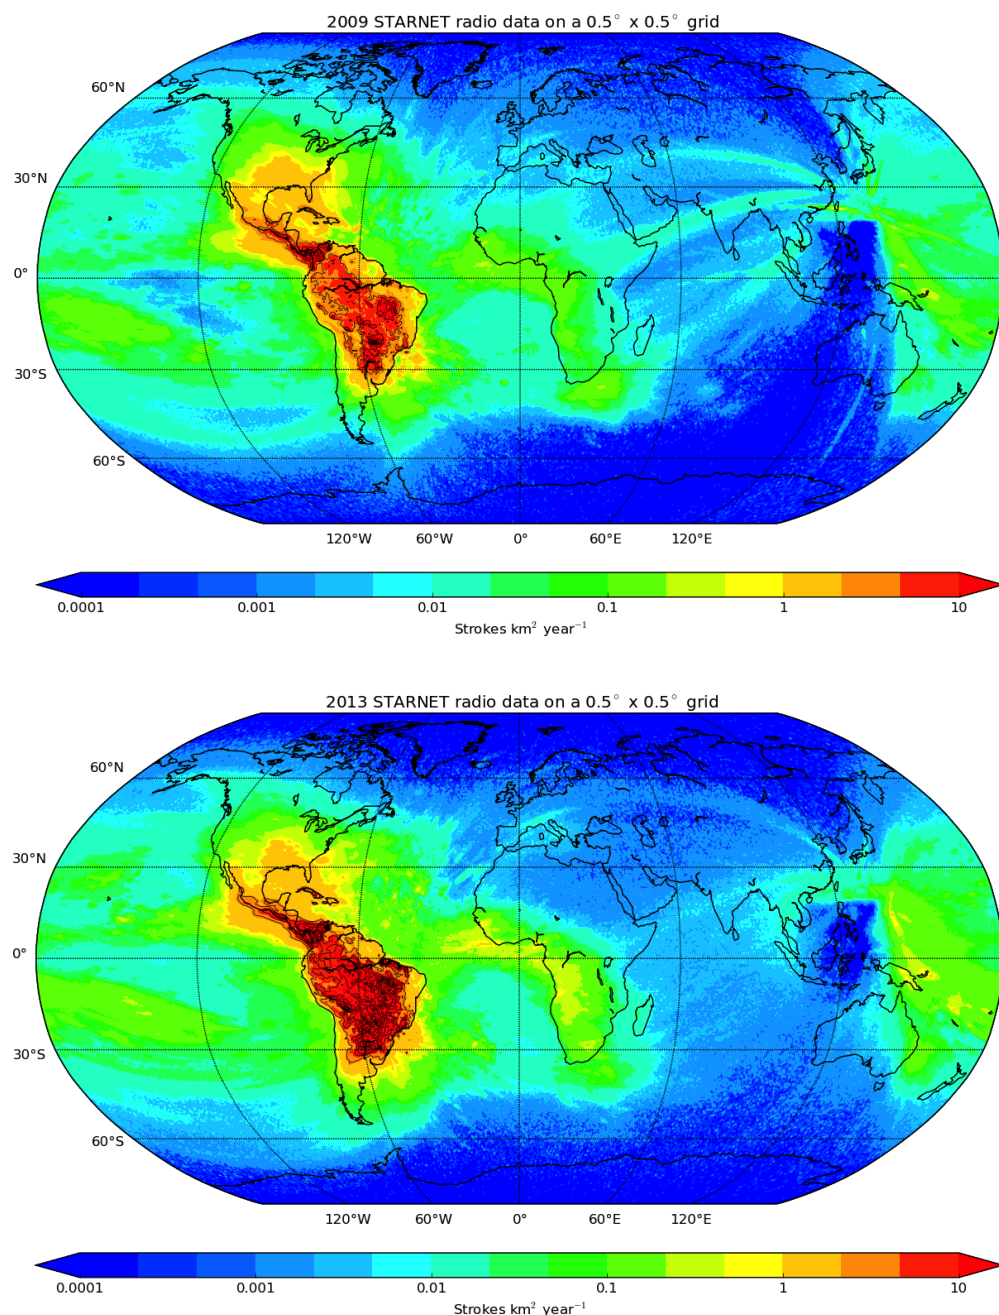 2009 STARNET radio data on a 0.5° x 0.5° grid
60°N
30°N
0°
30°S
60°S
120°W 60°W 0° 60°E 120°E
0.0001 0.001 0.01 0.1 1 10
Strokes km² year⁻¹
2013 STARNET radio data on a 0.5° x 0.5° grid
60°N
30°N
0°
30°S
60°S
120°W 60°W 0° 60°E 120°E
0.0001 0.001 0.01 0.1 1 10
Strokes km² year⁻¹